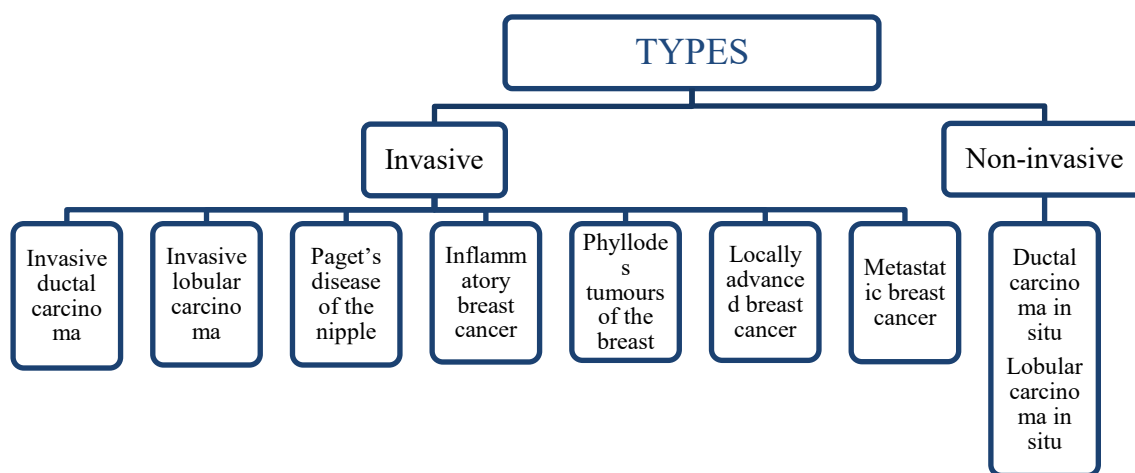 TYPES
Invasive
Non-invasive
Invasive
ductal
carcino
ma
Invasive
lobular
carcino
ma
Paget’s
disease
of the
nipple
Inflamm
atory
breast
cancer
Phyllode
s
tumours
of the
breast
Locally
advance
d breast
cancer
Metastat
ic breast
cancer
Ductal
carcino
ma in
situ
Lobular
carcino
ma in
situ